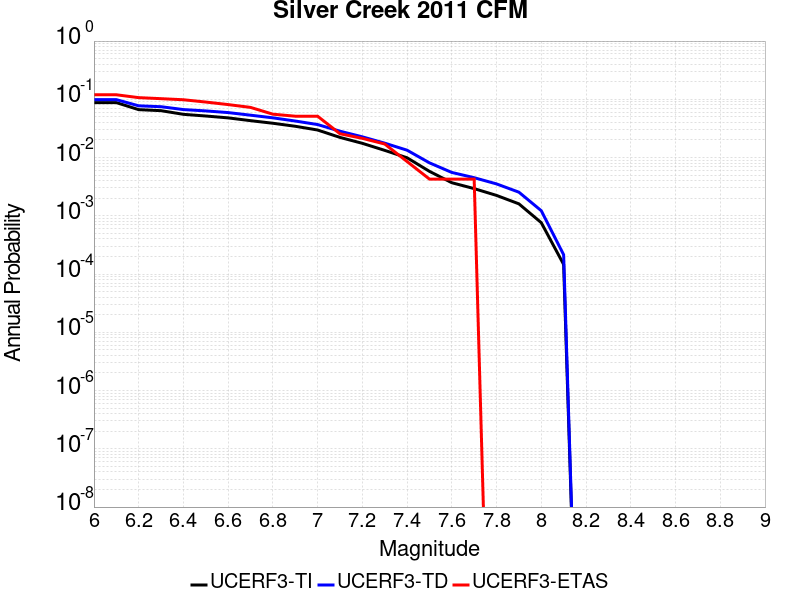 Silver Creek 2011 CFM
10^0
10^-1
10^-2
10^-3
10^-4
10^-5
10^-6
10^-7
10^-8
Annual Probability
6 6.2 6.4 6.6 6.8 7 7.2 7.4 7.6 7.8 8 8.2 8.4 8.6 8.8 9
Magnitude
UCERF3-TI UCERF3-TD UCERF3-ETAS